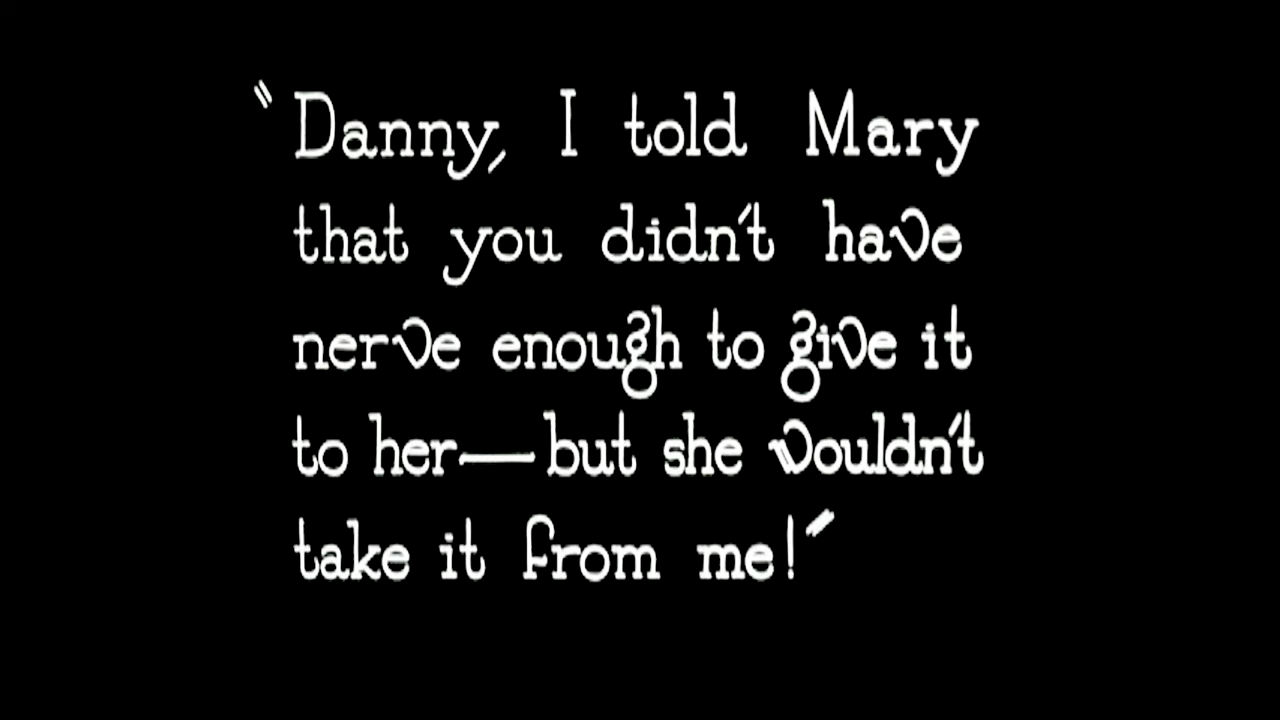 "Danny, I told Mary
that you didn't have
nerve enough to give it
to her—but she wouldn't
take it from me!"